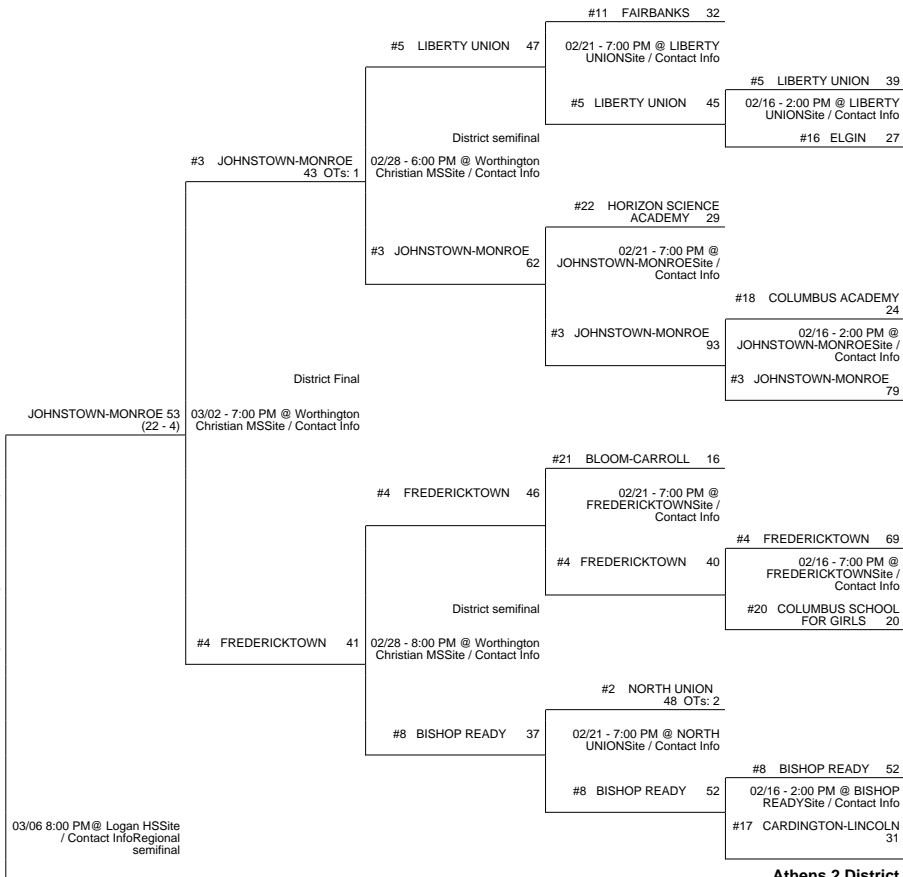 #11 FAIRBANKS 32
#5 LIBERTY UNION 47
02/21 - 7:00 PM @ LIBERTY
UNIONSite / Contact Info
#5 LIBERTY UNION 39
#5 LIBERTY UNION 45
02/16 - 2:00 PM @ LIBERTY
UNIONSite / Contact Info
#16 ELGIN 27
District semifinal
#3 JOHNSTOWN-MONROE
43 OTs: 1
02/28 - 6:00 PM @ Worthington
Christian MSSite / Contact Info
#22 HORIZON SCIENCE
ACADEMY 29
#3 JOHNSTOWN-MONROE
62
02/21 - 7:00 PM @
JOHNSTOWN-MONROESite /
Contact Info
#18 COLUMBUS ACADEMY
24
#3 JOHNSTOWN-MONROE
93
02/16 - 2:00 PM @
JOHNSTOWN-MONROESite /
Contact Info
#3 JOHNSTOWN-MONROE
79
District Final
JOHNSTOWN-MONROE 53
(22 - 4)
03/02 - 7:00 PM @ Worthington
Christian MSSite / Contact Info
#21 BLOOM-CARROLL 16
#4 FREDERICKTOWN 46
02/21 - 7:00 PM @
FREDERICKTOWNSite /
Contact Info
#4 FREDERICKTOWN 69
#4 FREDERICKTOWN 40
02/16 - 7:00 PM @
FREDERICKTOWNSite /
Contact Info
#20 COLUMBUS SCHOOL
FOR GIRLS 20
District semifinal
#4 FREDERICKTOWN 41
02/28 - 8:00 PM @ Worthington
Christian MSSite / Contact Info
#2 NORTH UNION
48 OTs: 2
#8 BISHOP READY 37
02/21 - 7:00 PM @ NORTH
UNIONSite / Contact Info
#8 BISHOP READY 52
#8 BISHOP READY 52
02/16 - 2:00 PM @ BISHOP
READYSite / Contact Info
#17 CARDINGTON-LINCOLN
31
03/06 8:00 PM@ Logan HSSite
/ Contact InfoRegional
semifinal
Athens 2 District